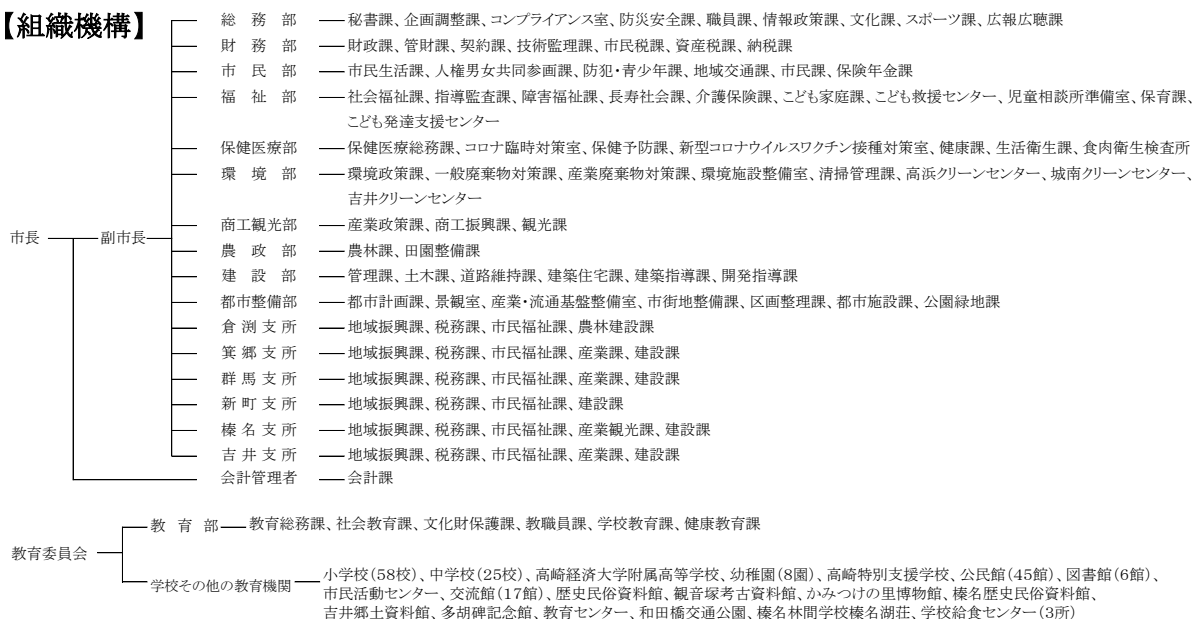 【組織機構】
総務部 秘書課、企画調整課、コンプライアンス室、防災安全課、職員課、情報政策課、文化課、スポーツ課、広報広聴課
財務部 財政課、管財課、契約課、技術監理課、市民税課、資産税課、納税課
市民部 市民生活課、人権男女共同参画課、防犯・青少年課、地域交通課、市民課、保険年金課
福祉部 社会福祉課、指導監査課、障害福祉課、長寿社会課、介護保険課、こども家庭課、こども救援センター、児童相談所準備室、保育課、
こども発達支援センター
保健医療部 保健医療総務課、コロナ臨時対策室、保健予防課、新型コロナウイルスワクチン接種対策室、健康課、生活衛生課、食肉衛生検査所
環境部 環境政策課、一般廃棄物対策課、産業廃棄物対策課、環境施設整備室、清掃管理課、高浜クリーンセンター、城南クリーンセンター、
吉井クリーンセンター
商工観光部 産業政策課、商工振興課、観光課
市長 副市長
農政部 農林課、田園整備課
建設部 管理課、土木課、道路維持課、建築住宅課、建築指導課、開発指導課
都市整備部 都市計画課、景観室、産業・流通基盤整備室、市街地整備課、区画整理課、都市施設課、公園緑地課
倉渕支所 地域振興課、税務課、市民福祉課、農林建設課
箕郷支所 地域振興課、税務課、市民福祉課、産業課、建設課
群馬支所 地域振興課、税務課、市民福祉課、産業課、建設課
新町支所 地域振興課、税務課、市民福祉課、建設課
榛名支所 地域振興課、税務課、市民福祉課、産業観光課、建設課
吉井支所 地域振興課、税務課、市民福祉課、産業課、建設課
会計管理者 会計課
教育部 教育総務課、社会教育課、文化財保護課、教職員課、学校教育課、健康教育課
教育委員会
学校その他の教育機関 小学校(58校)、中学校(25校)、高崎経済大学附属高等学校、幼稚園(8園)、高崎特別支援学校、公民館(45館)、図書館(6館)、
市民活動センター、交流館(17館)、歴史民俗資料館、観音塚考古資料館、かみつけの里博物館、榛名歴史民俗資料館、
吉井郷土資料館、多胡碑記念館、教育センター、和田橋交通公園、榛名林間学校榛名湖荘、学校給食センター(3所)